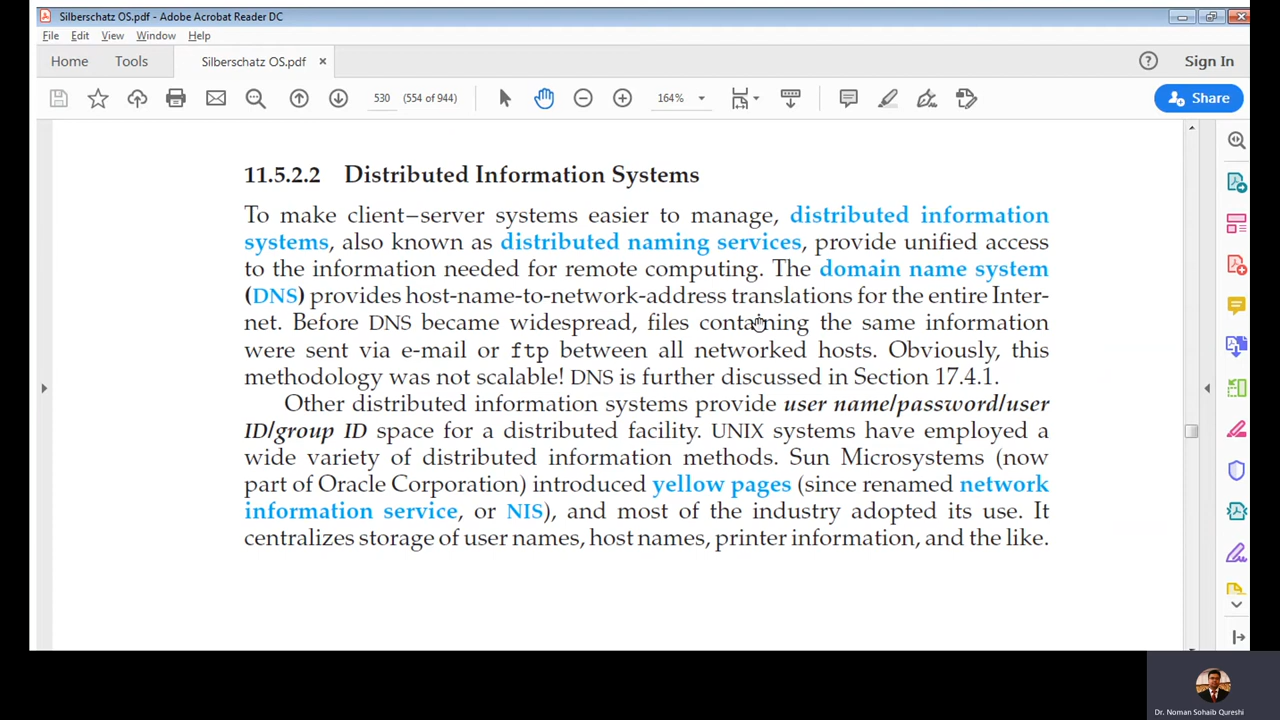 Silberschatz OS.pdf - Adobe Acrobat Reader DC
File Edit View Window Help
Home Tools Silberschatz OS.pdf × Sign In
530 (554 of 944) 164% Share
11.5.2.2 Distributed Information Systems
To make client–server systems easier to manage, distributed information
systems, also known as distributed naming services, provide unified access
to the information needed for remote computing. The domain name system
(DNS) provides host-name-to-network-address translations for the entire Inter-
net. Before DNS became widespread, files containing the same information
were sent via e-mail or ftp between all networked hosts. Obviously, this
methodology was not scalable! DNS is further discussed in Section 17.4.1.
Other distributed information systems provide user name/password/user
ID/group ID space for a distributed facility. UNIX systems have employed a
wide variety of distributed information methods. Sun Microsystems (now
part of Oracle Corporation) introduced yellow pages (since renamed network
information service, or NIS), and most of the industry adopted its use. It
centralizes storage of user names, host names, printer information, and the like.
Dr. Noman Sohaib Qureshi